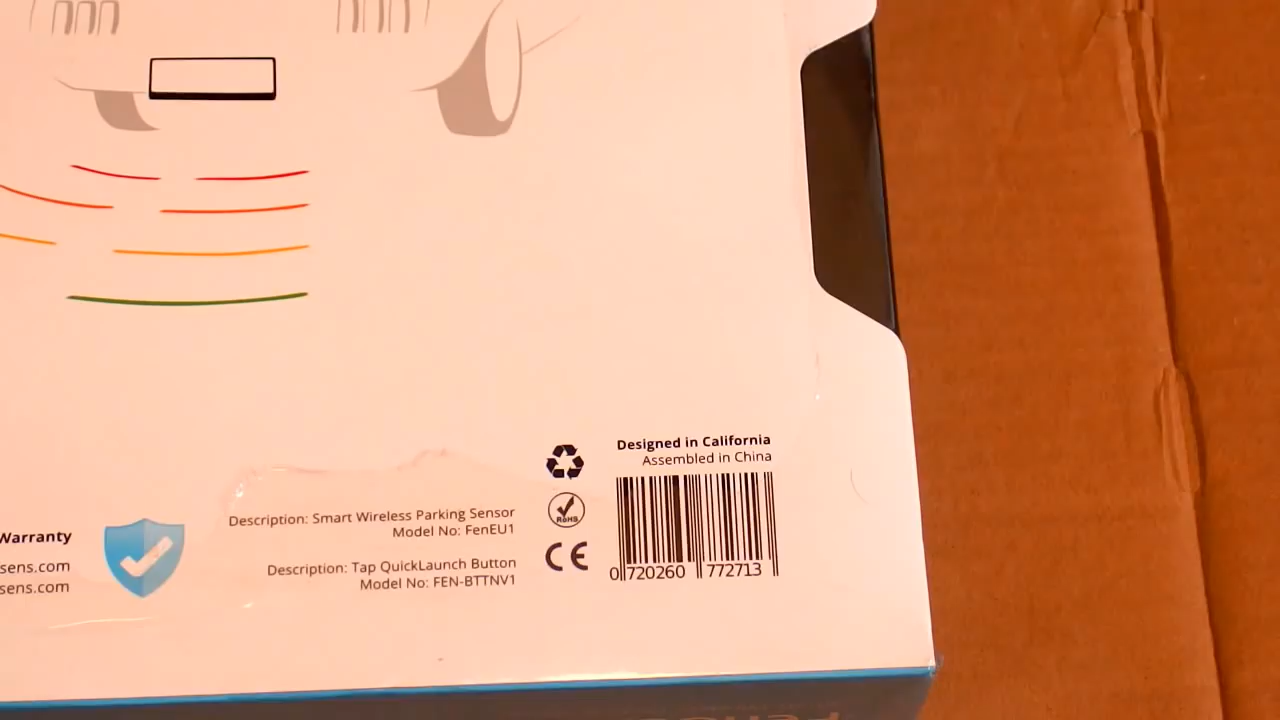 Designed in California
Assembled in China
RoHS
CE
0 720260 772713
Description: Smart Wireless Parking Sensor
Model No: FenEU1
Description: Tap QuickLaunch Button
Model No: FEN-BTTNV1
Warranty
sens.com
sens.com